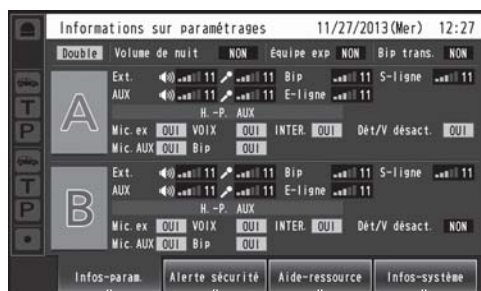 Informations sur paramétrages 11/27/2013(Mer) 12:27
Double Volume de nuit NON Équipe exp NON Bip trans. NON
T
P
T
P
A
Ext. 11 11 Bip 11 S-ligne 11
AUX 11 11 E-ligne 11
H. -P. AUX
Mic. ex OUI VOIX OUI INTER. OUI Dét/V désact. OUI
Mic. AUX OUI Bip OUI
B
Ext. 11 11 Bip 11 S-ligne 11
AUX 11 11 E-ligne 11
H. -P. AUX
Mic. ex OUI VOIX OUI INTER. OUI Dét/V désact. NON
Mic. AUX OUI Bip OUI
Infos-param. Alerte sécurité Aide-ressource Infos-système